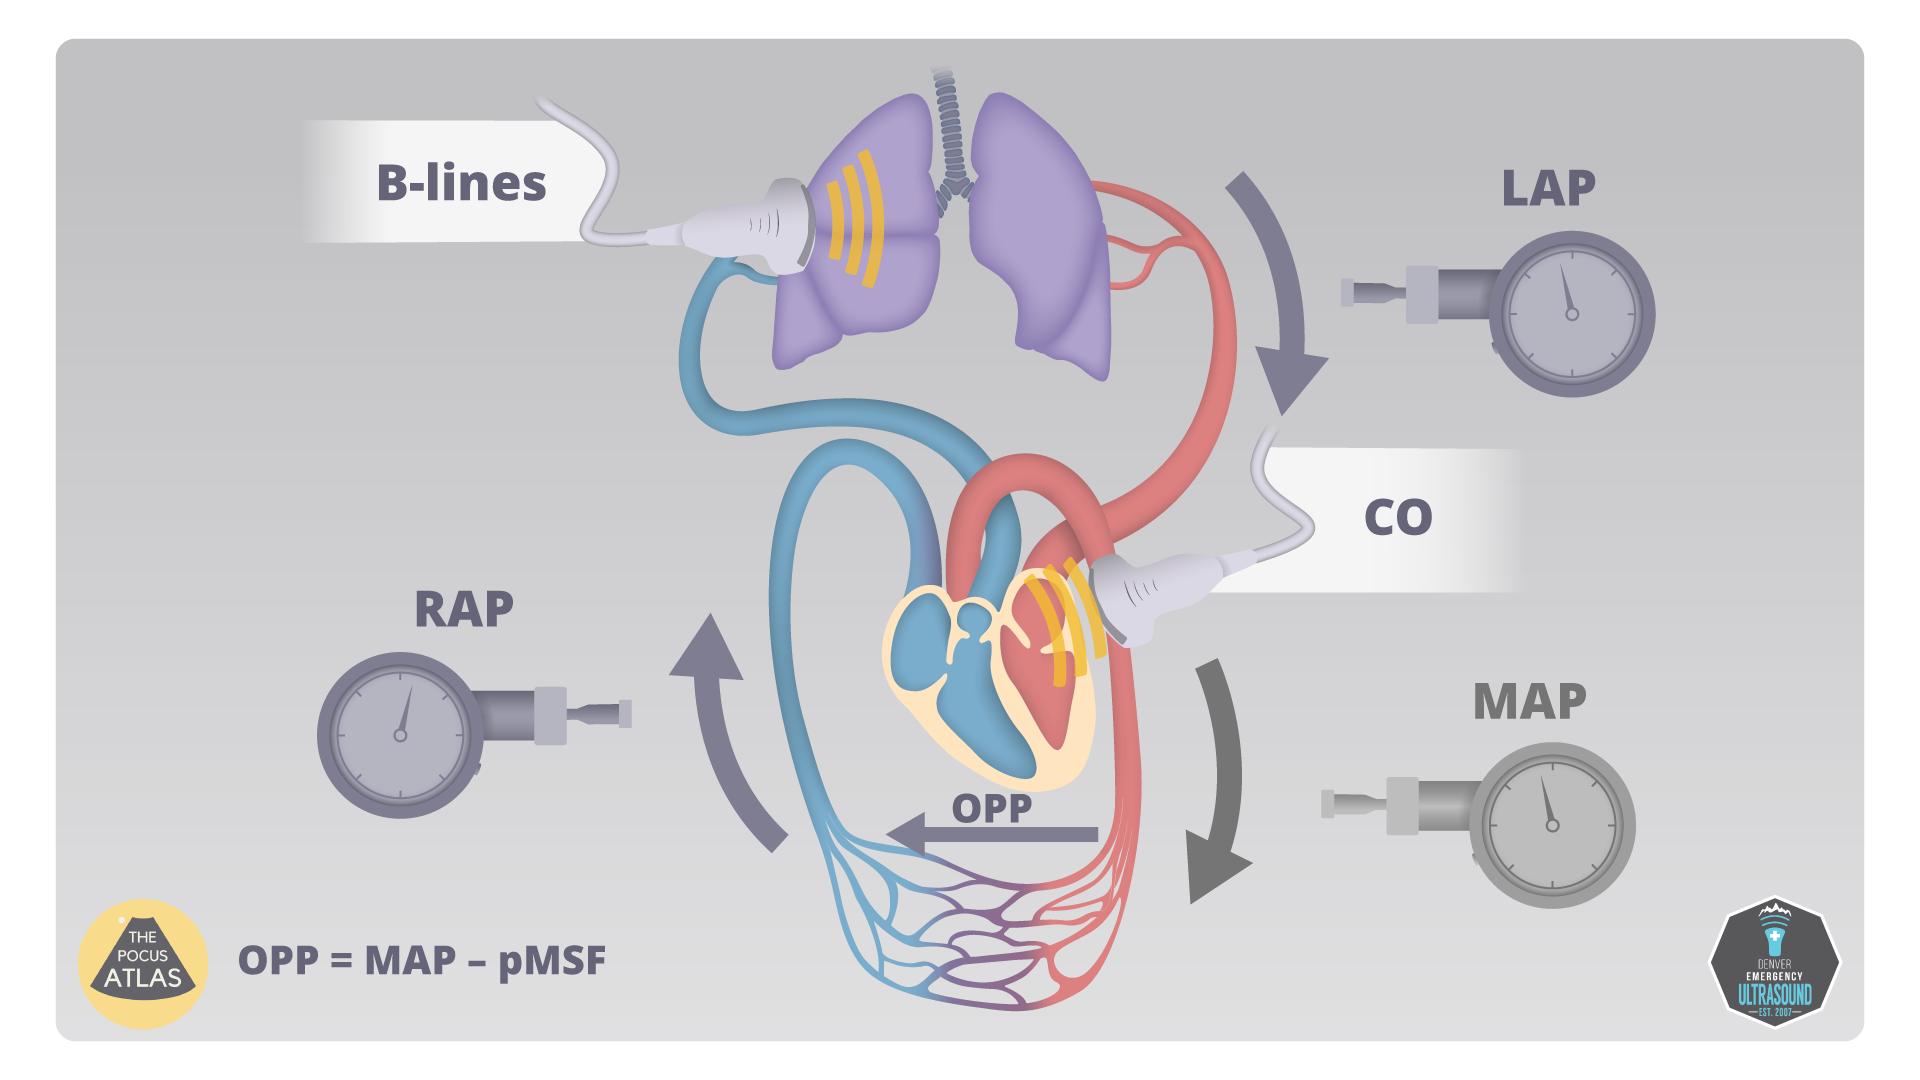 B-lines
LAP
CO
RAP
MAP
OPP
OPP = MAP – pMSF
THE
POCUS
ATLAS
DENVER
EMERGENCY
ULTRASOUND
EST. 2007